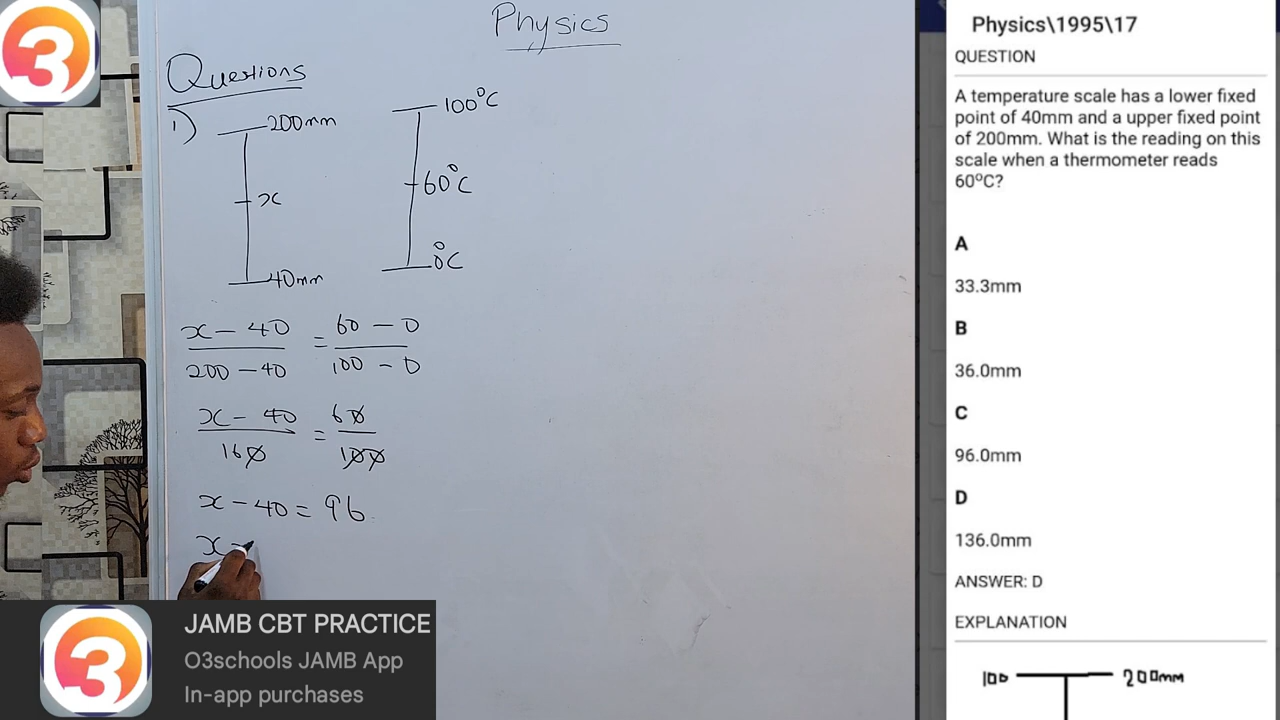 Physics
Questions
1)
200mm
x
40mm
100°C
60°C
0°C
x - 40 = 60 - 0
200 - 40 100 - 0
x - 40 = 60
160 100
x - 40 = 96
x =
3
JAMB CBT PRACTICE
O3schools JAMB App
In-app purchases
Physics\1995\17
QUESTION
A temperature scale has a lower fixed
point of 40mm and a upper fixed point
of 200mm. What is the reading on this
scale when a thermometer reads
60ºC?
A
33.3mm
B
36.0mm
C
96.0mm
D
136.0mm
ANSWER: D
EXPLANATION
100
200mm
3